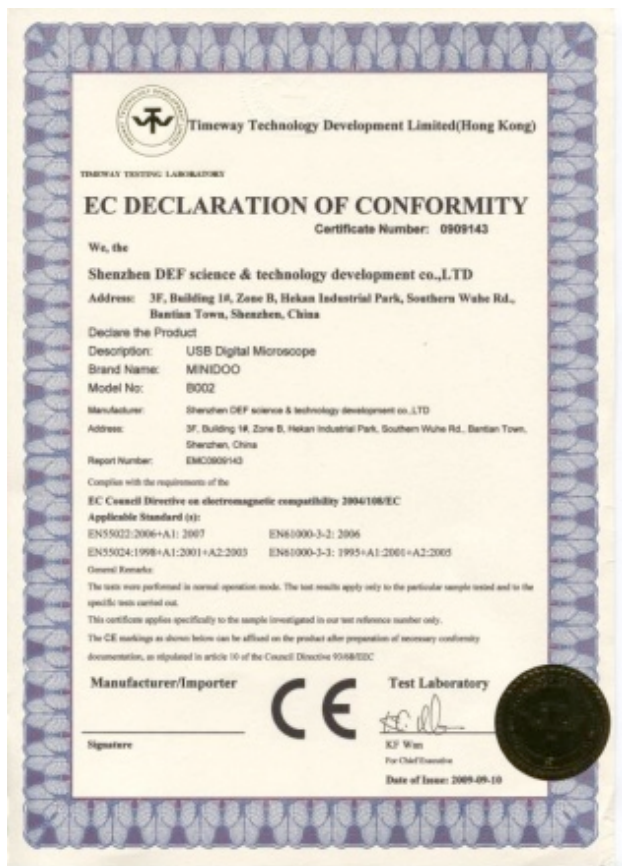 Timeway Technology Development Limited(Hong Kong)
TIMEWAY TESTING LABORATORY
EC DECLARATION OF CONFORMITY
Certificate Number: 0909143
We, the
Shenzhen DEF science & technology development co.,LTD
Address: 3F, Building 1#, Zone B, Hekan Industrial Park, Southern Wuhe Rd.,
Bantian Town, Shenzhen, China
Declare the Product
Description: USB Digital Microscope
Brand Name: MINIDOO
Model No: B002
Manufacturer: Shenzhen DEF science & technology development co.,LTD
Address: 3F, Building 1#, Zone B, Hekan Industrial Park, Southern Wuhe Rd., Bantian Town,
Shenzhen, China
Report Number: EMC0909143
Complies with the requirements of the
EC Council Directive on electromagnetic compatibility 2004/108/EC
Applicable Standard (s):
EN55022:2006+A1: 2007 EN61000-3-2: 2006
EN55024:1998+A1:2001+A2:2003 EN61000-3-3: 1995+A1:2001+A2:2005
General Remarks:
The tests were performed in normal operation mode. The test results apply only to the particular sample tested and to the
specific tests carried out.
This certificate applies specifically to the sample investigated in our test reference number only.
The CE markings as shown below can be affixed on the product after preparation of necessary conformity
documentation, as stipulated in article 10 of the Council Directive 93/68/EEC
Manufacturer/Importer
CE
Test Laboratory
Signature
KF Wan
For Chief Executive
Date of Issue: 2009-09-10